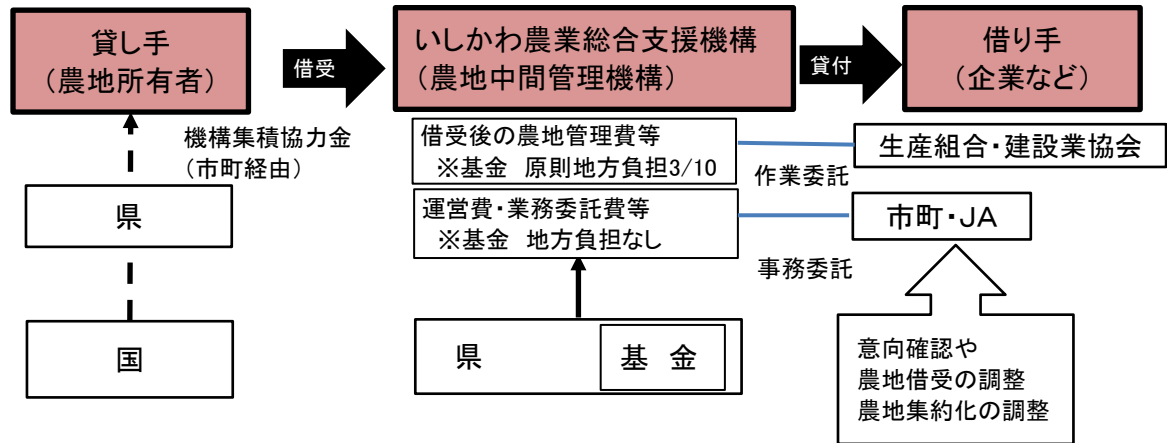 貸し手
（農地所有者）
借受
いしかわ農業総合支援機構
（農地中間管理機構）
貸付
借り手
（企業など）
機構集積協力金
（市町経由）
借受後の農地管理費等
※基金 原則地方負担3/10
生産組合・建設業協会
作業委託
県
運営費・業務委託費等
※基金 地方負担なし
市町・JA
事務委託
国
県
基 金
意向確認や
農地借受の調整
農地集約化の調整